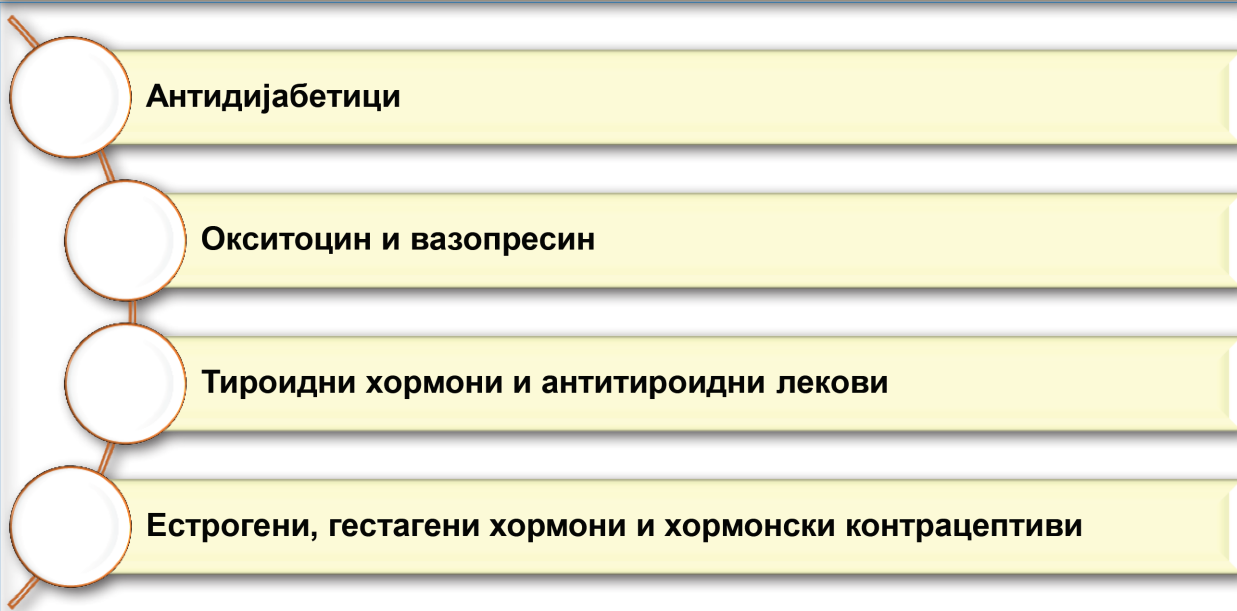 Антидијабетици
Окситоцин и вазопресин
Тироидни хормони и антитироидни лекови
Естрогени, гестагени хормони и хормонски контрацептиви